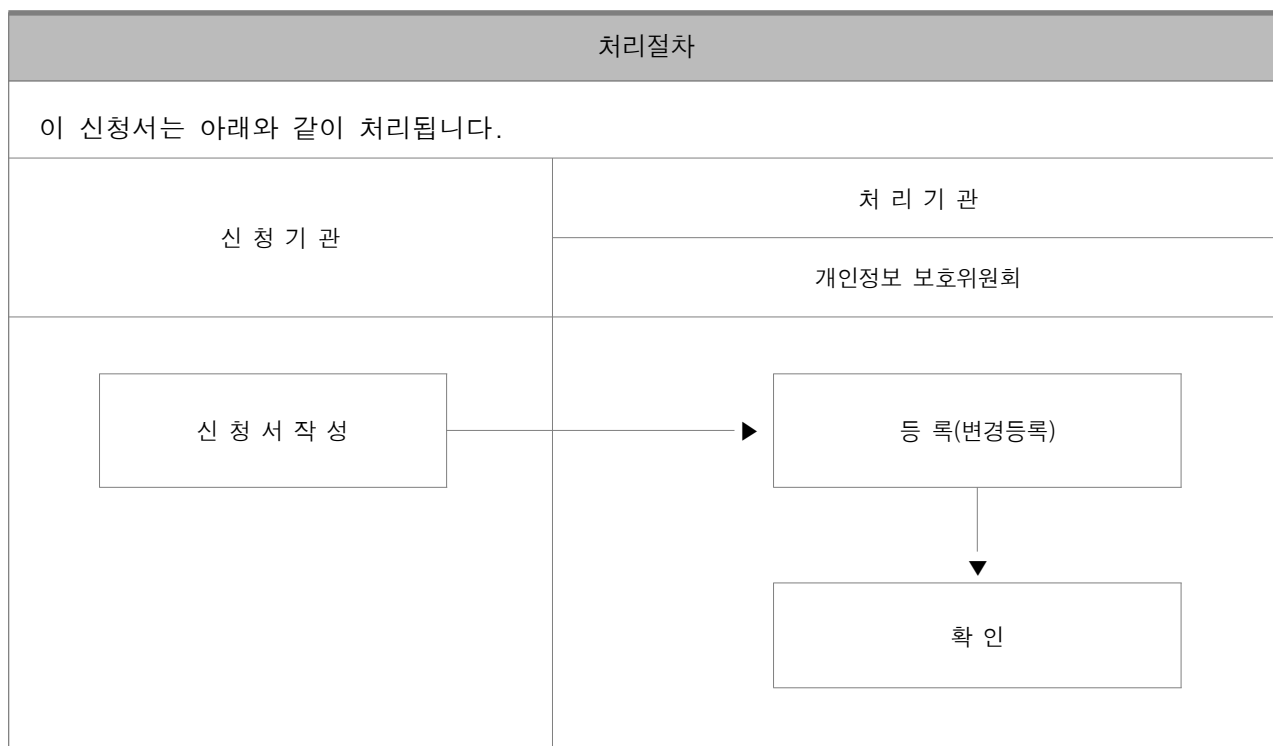 처리절차
이 신청서는 아래와 같이 처리됩니다.
신 청 기 관
처 리 기 관
개인정보 보호위원회
신 청 서 작 성
등 록(변경등록)
확 인